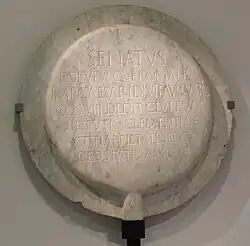 SENATVS
POPVLVSQVE ROMANVS
IMP CAESARI DIVI F AVGVSTO
COS VIII DEDIT CLVPEVM
VIRTVTIS CLEMENTIAE
IVSTITIAE PIETATIS ERGA
DEOS PATRIAMQVE